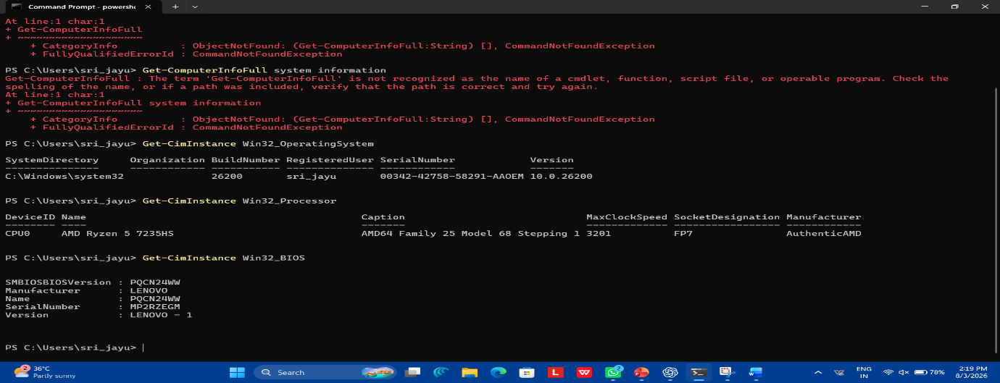 Command Prompt - powershe
At line:1 char:1
+ Get-ComputerInfoFull
+ ~~~~~~~~~~~~~~~~~~~~
    + CategoryInfo          : ObjectNotFound: (Get-ComputerInfoFull:String) [], CommandNotFoundException
    + FullyQualifiedErrorId : CommandNotFoundException
PS C:\Users\sri_jayu> Get-ComputerInfoFull system information
Get-ComputerInfoFull : The term 'Get-ComputerInfoFull' is not recognized as the name of a cmdlet, function, script file, or operable program. Check the
spelling of the name, or if a path was included, verify that the path is correct and try again.
At line:1 char:1
+ Get-ComputerInfoFull system information
+ ~~~~~~~~~~~~~~~~~~~~
    + CategoryInfo          : ObjectNotFound: (Get-ComputerInfoFull:String) [], CommandNotFoundException
    + FullyQualifiedErrorId : CommandNotFoundException
PS C:\Users\sri_jayu> Get-CimInstance Win32_OperatingSystem
SystemDirectory     Organization BuildNumber RegisteredUser SerialNumber            Version
---------------     ------------ ----------- -------------- ------------            -------
C:\Windows\system32              26200       sri_jayu       00342-42758-58291-AAOEM 10.0.26200
PS C:\Users\sri_jayu> Get-CimInstance Win32_Processor
DeviceID Name                                            Caption                              MaxClockSpeed SocketDesignation Manufacturer
-------- ----                                            -------                              ------------- ----------------- ------------
CPU0     AMD Ryzen 5 7235HS                              AMD64 Family 25 Model 68 Stepping 1 3201          FP7               AuthenticAMD
PS C:\Users\sri_jayu> Get-CimInstance Win32_BIOS
SMBIOSBIOSVersion : PQCN24WW
Manufacturer      : LENOVO
Name              : PQCN24WW
SerialNumber      : MP2RZEGM
Version           : LENOVO - 1
PS C:\Users\sri_jayu>
2
36°C
Partly sunny
Search
L
W
2
P
W
ENG
IN
78%
2:19 PM
8/3/2026